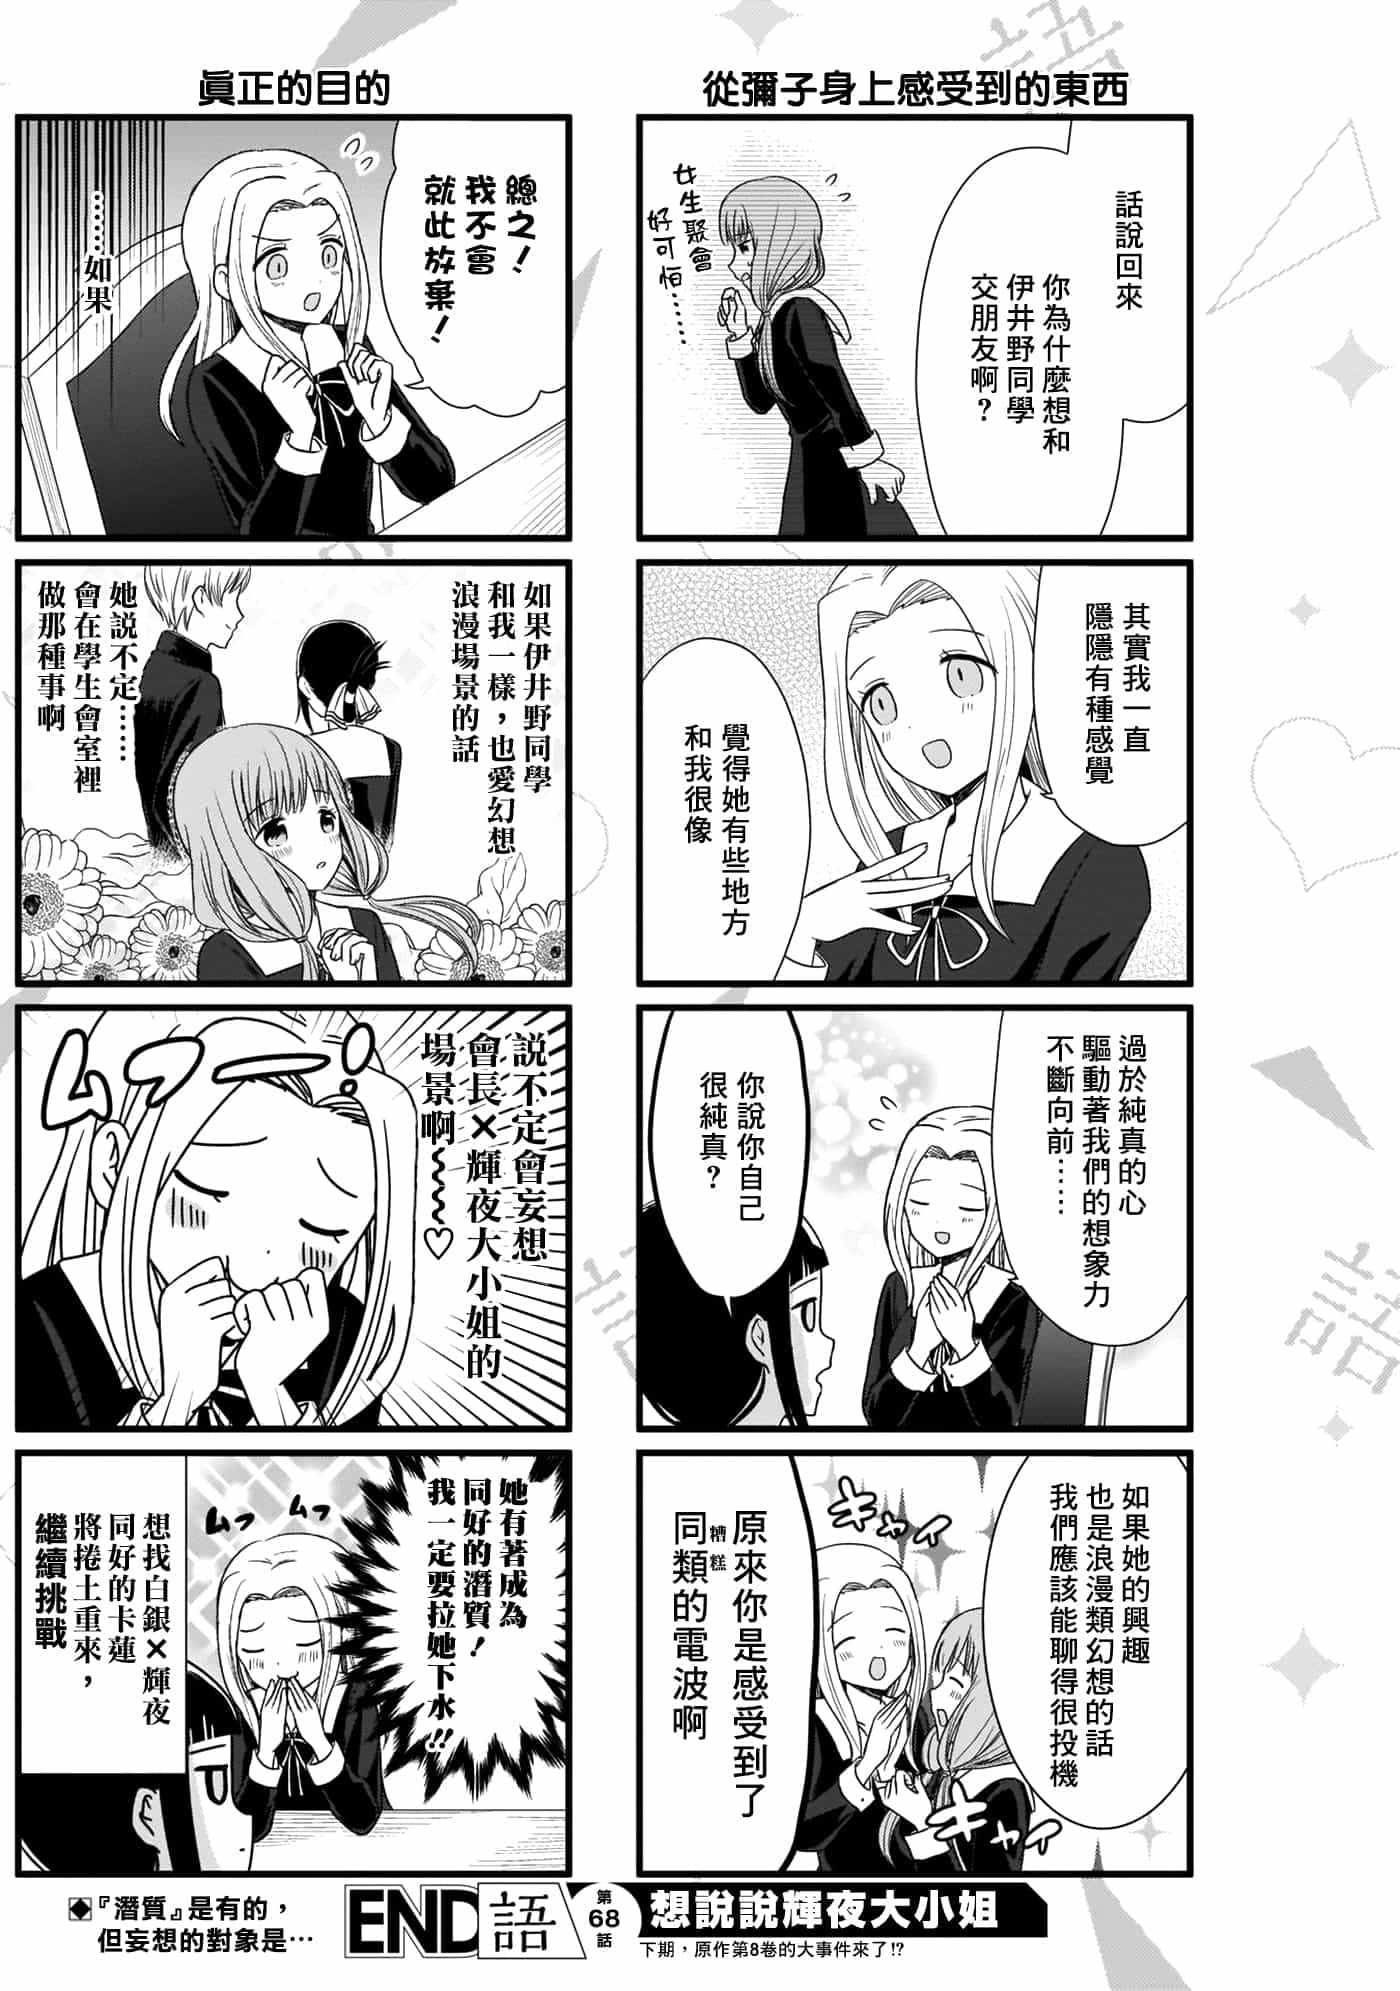 從彌子身上感受到的東西
話說回來
你為什麼想和
伊井野同學
交朋友啊？
女生聚會
好可怕……
其實我一直
隱隱有種感覺
覺得她有些地方
和我很像
過於純真的心
驅動著我們的想象力
不斷向前……
你說你自己
很純真？
如果她的興趣
也是浪漫類幻想的話
我們應該能聊得很投機
キャイ
キャイ
原來你是感受到了
糟糕
同類的電波啊
眞正的目的
總之！
我不會
就此放棄！
……如果
如果伊井野同學
和我一樣，也愛幻想
浪漫場景的話
她說不定……
會在學生會室裡
做那種事啊
說不定會妄想
會長×輝夜大小姐的
場景啊~~~♡
ムフー！
她有著成為
同好的潛質！
我一定要拉她下水!!
ムフ
ムフ
想找白銀×輝夜
同好的卡蓮
將捲土重來，
繼續挑戰
『潛質』是有的，
但妄想的對象是…
END
語
第68話
想說說輝夜大小姐
下期，原作第8卷的大事件來了!?
語
語
語